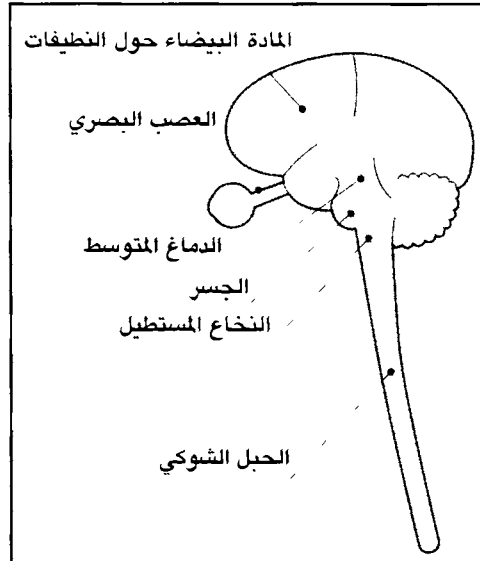 المادة البيضاء حول النطيفات
العصب البصري
الدماغ المتوسط
الجسر
النخاع المستطيل
الحبل الشوكي